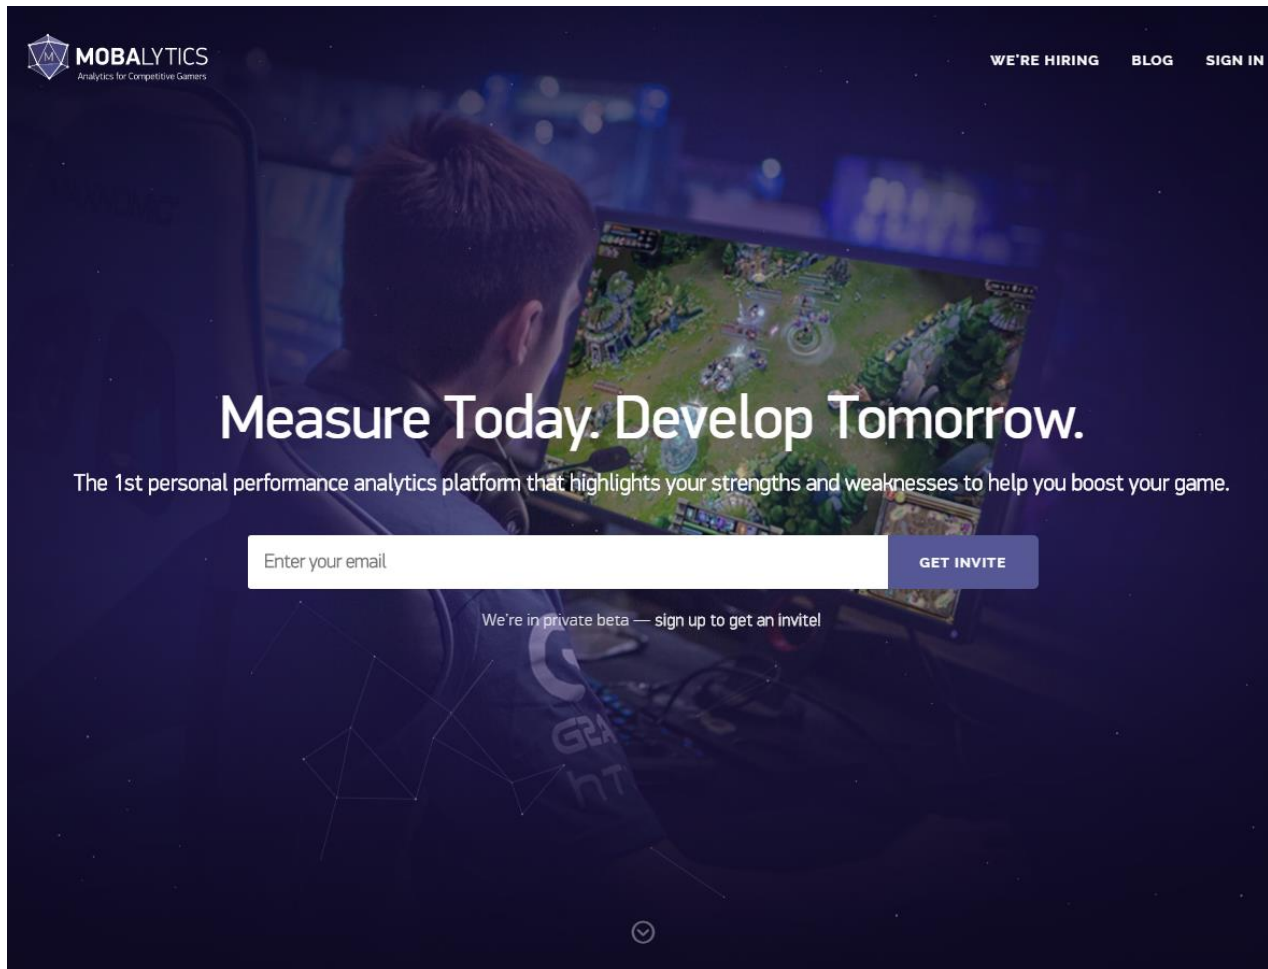 MOBALYTICS
Analytics for Competitive Gamers
WE'RE HIRING BLOG SIGN IN
Measure Today. Develop Tomorrow.
The 1st personal performance analytics platform that highlights your strengths and weaknesses to help you boost your game.
Enter your email GET INVITE
We're in private beta — sign up to get an invite!